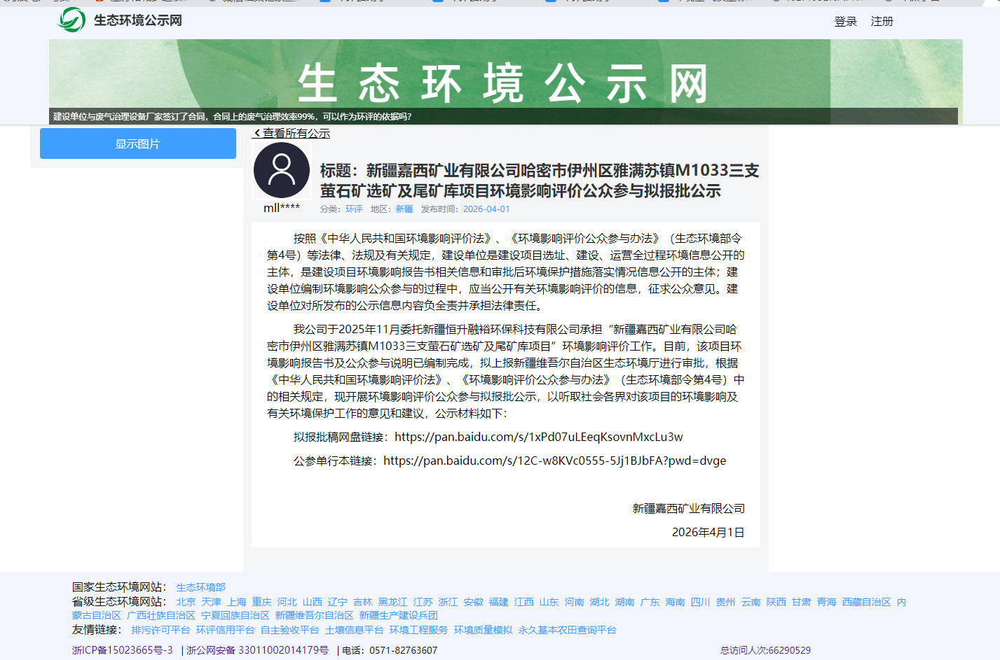 生态环境公示网
登录 注册
生态环境公示网
建设单位与废气治理设备厂家签订了合同，合同上的废气治理效率99%，可以作为环评的依据吗?
显示图片
查看所有公示
mll****
标题：新疆嘉西矿业有限公司哈密市伊州区雅满苏镇M1033三支
萤石矿选矿及尾矿库项目环境影响评价公众参与拟报批公示
分类：环评 地区：新疆 发布时间：2026-04-01
按照《中华人民共和国环境影响评价法》、《环境影响评价公众参与办法》（生态环境部令
第4号）等法律、法规及有关规定，建设单位是建设项目选址、建设、运营全过程环境信息公开的
主体，是建设项目环境影响报告书相关信息和审批后环境保护措施落实情况信息公开的主体；建
设单位编制环境影响公众参与的过程中，应当公开有关环境影响评价的信息，征求公众意见。建
设单位对所发布的公示信息内容负全责并承担法律责任。
我公司于2025年11月委托新疆恒升融裕环保科技有限公司承担“新疆嘉西矿业有限公司哈
密市伊州区雅满苏镇M1033三支萤石矿选矿及尾矿库项目”环境影响评价工作。目前，该项目环
境影响报告书及公众参与说明已编制完成，拟上报新疆维吾尔自治区生态环境厅进行审批，根据
《中华人民共和国环境影响评价法》、《环境影响评价公众参与办法》（生态环境部令第4号）中
的相关规定，现开展环境影响评价公众参与拟报批公示，以听取社会各界对该项目的环境影响及
有关环境保护工作的意见和建议，公示材料如下：
拟报批稿网盘链接：https://pan.baidu.com/s/1xPd07uLEeqKsovnMxcLu3w
公参单行本链接：https://pan.baidu.com/s/12C-w8KVc0555-5Jj1BJbFA?pwd=dvge
新疆嘉西矿业有限公司
2026年4月1日
国家生态环境网站： 生态环境部
省级生态环境网站： 北京 天津 上海 重庆 河北 山西 辽宁 吉林 黑龙江 江苏 浙江 安徽 福建 江西 山东 河南 湖北 湖南 广东 海南 四川 贵州 云南 陕西 甘肃 青海 西藏自治区 内
蒙古自治区 广西壮族自治区 宁夏回族自治区 新疆维吾尔自治区 新疆生产建设兵团
友情链接： 排污许可平台 环评信用平台 自主验收平台 土壤信息平台 环境工程服务 环境质量模拟 永久基本农田查询平台
浙ICP备15023665号-3 | 浙公网安备 33011002014179号 | 电话：0571-82763607 总访问人次:66290529